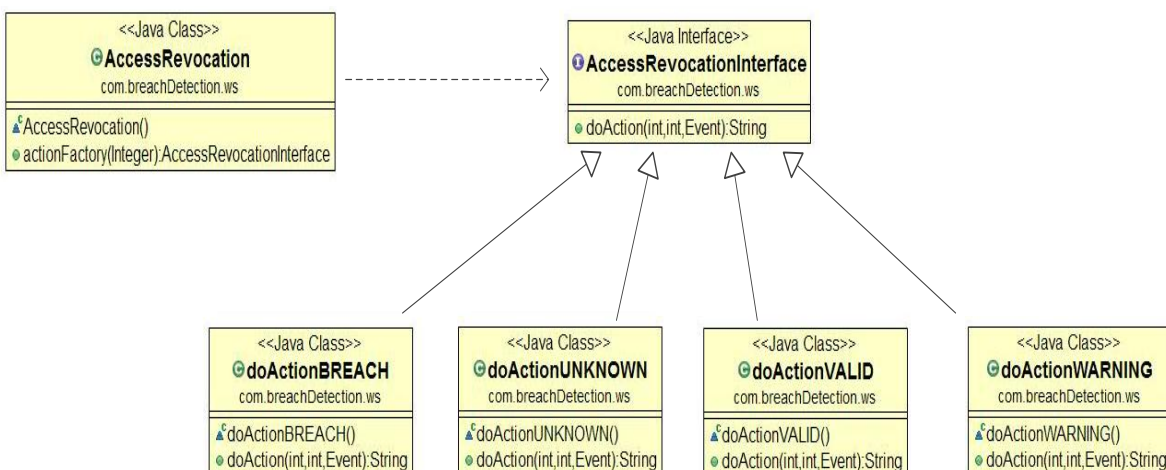 <<Java Class>>
AccessRevocation
com.breachDetection.ws
AccessRevocation()
actionFactory(Integer):AccessRevocationInterface
<<Java Interface>>
AccessRevocationInterface
com.breachDetection.ws
doAction(int,int,Event):String
<<Java Class>>
doActionBREACH
com.breachDetection.ws
doActionBREACH()
doAction(int,int,Event):String
<<Java Class>>
doActionUNKNOWN
com.breachDetection.ws
doActionUNKNOWN()
doAction(int,int,Event):String
<<Java Class>>
doActionVALID
com.breachDetection.ws
doActionVALID()
doAction(int,int,Event):String
<<Java Class>>
doActionWARNING
com.breachDetection.ws
doActionWARNING()
doAction(int,int,Event):String